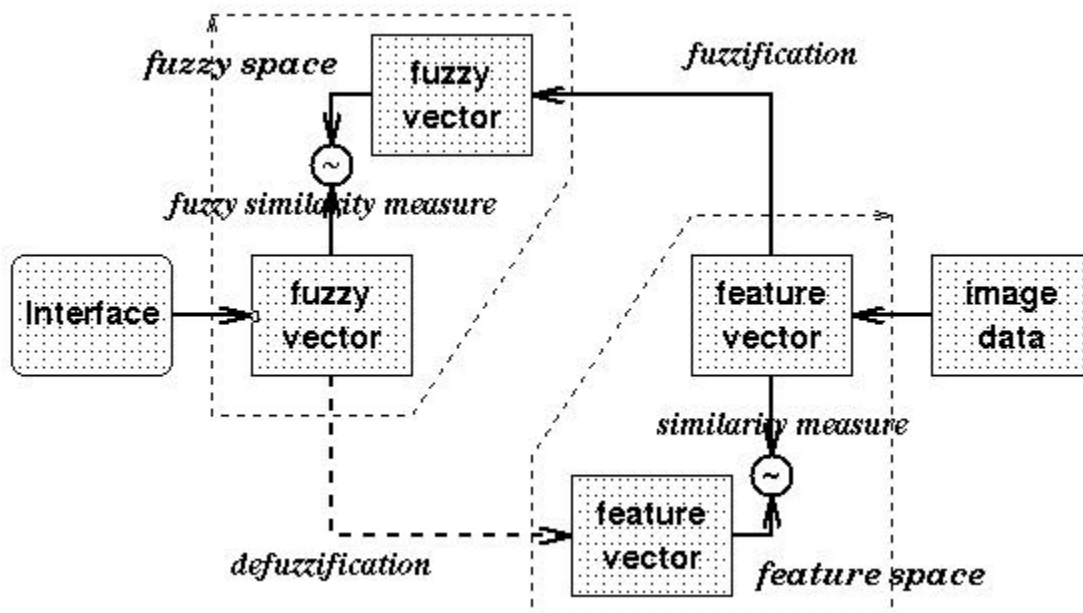 fuzzy space
fuzzy
vector
fuzzification
fuzzy similarity measure
Interface
fuzzy
vector
feature
vector
image
data
similarity measure
feature
vector
defuzzification
feature space
~
~